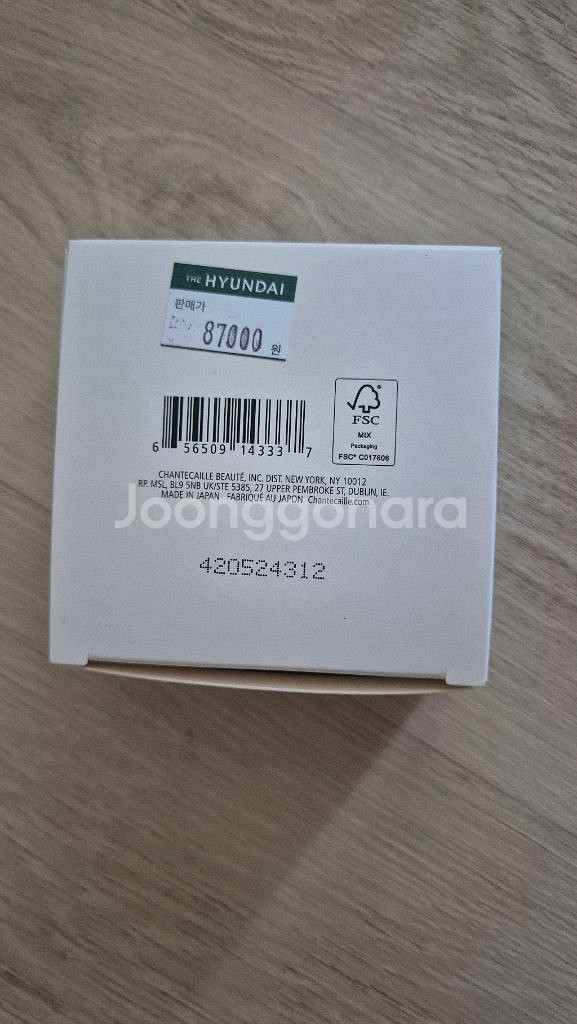 THE HYUNDAI
판매가
87000 원
FSC
MIX
Packaging
FSC® C017606
6 56509 14333 7
CHANTECAILLE BEAUTÉ, INC. DIST. NEW YORK, NY 10012
RP. MSL, BL9 5NB UK/STE 5385, 27 UPPER PEMBROKE ST, DUBLIN, IE.
MADE IN JAPAN FABRIQUÉ AU JAPON Chantecaille.com
Joonggonara
420524312